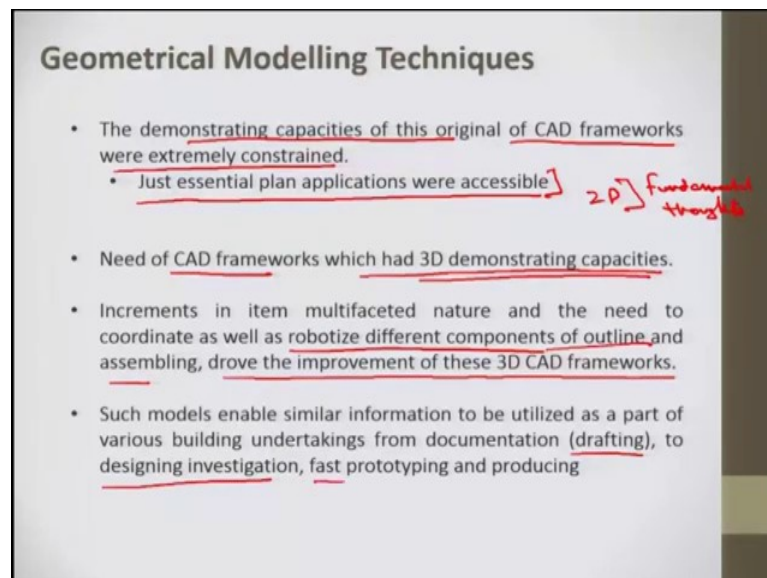 Geometrical Modelling Techniques
• The demonstrating capacities of this original of CAD frameworks
were extremely constrained.
• Just essential plan applications were accessible
2D] fundamental
thoughts
• Need of CAD frameworks which had 3D demonstrating capacities.
• Increments in item multifaceted nature and the need to
coordinate as well as robotize different components of outline and
assembling, drove the improvement of these 3D CAD frameworks.
• Such models enable similar information to be utilized as a part of
various building undertakings from documentation (drafting), to
designing investigation, fast prototyping and producing